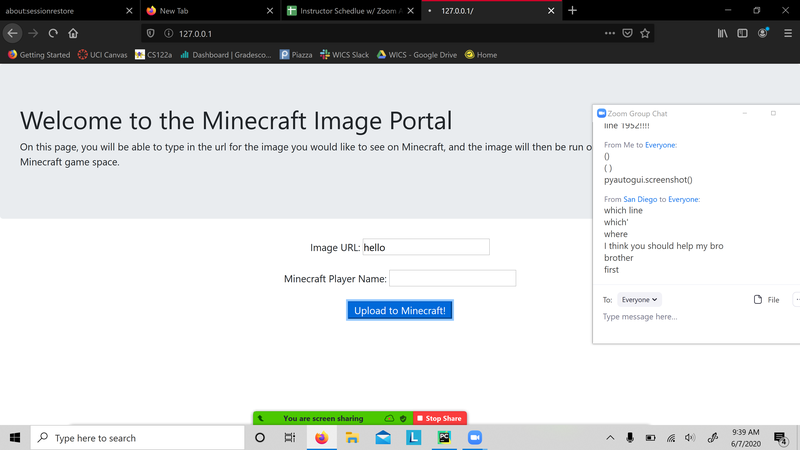 about:sessionrestore
New Tab
Instructor Schedlue w/ Zoom A
127.0.0.1/
127.0.0.1
Getting Started
UCI Canvas
CS122a
Dashboard | Gradesco...
Piazza
WICS Slack
WICS - Google Drive
Home
Welcome to the Minecraft Image Portal
On this page, you will be able to type in the url for the image you would like to see on Minecraft, and the image will then be run o
Minecraft game space.
Image URL: hello
Minecraft Player Name:
Upload to Minecraft!
Zoom Group Chat
line 1952!!!!
From Me to Everyone:
()
( )
pyautogui.screenshot()
From San Diego to Everyone:
which line
which'
where
I think you should help my bro
brother
first
To: Everyone
File
Type message here...
You are screen sharing
Stop Share
Type here to search
9:39 AM
6/7/2020
4